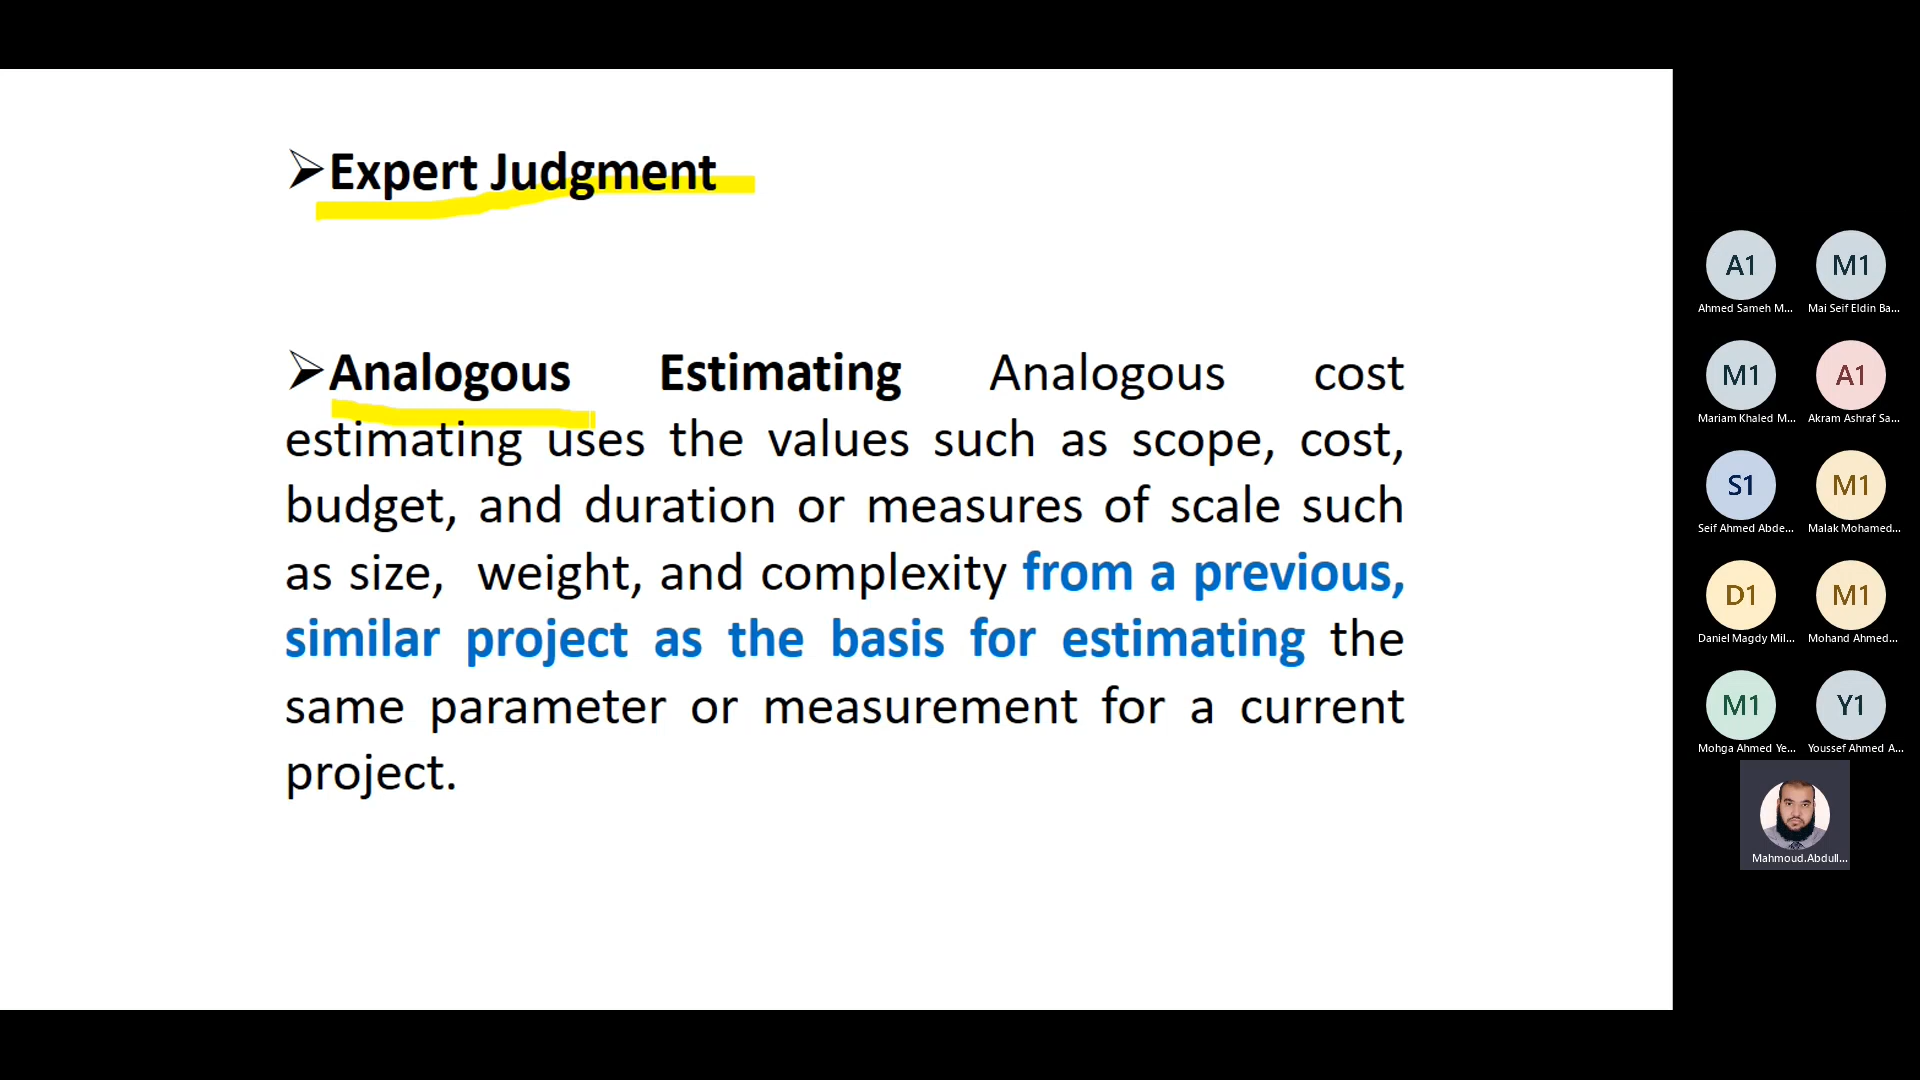 ➢Expert Judgment
➢Analogous Estimating Analogous cost
estimating uses the values such as scope, cost,
budget, and duration or measures of scale such
as size, weight, and complexity from a previous,
similar project as the basis for estimating the
same parameter or measurement for a current
project.
A1 M1
Ahmed Sameh M... Mai Seif Eldin Ba...
M1 A1
Mariam Khaled M... Akram Ashraf Sa...
S1 M1
Seif Ahmed Abde... Malak Mohamed...
D1 M1
Daniel Magdy Mil... Mohand Ahmed...
M1 Y1
Mohga Ahmed Ye... Youssef Ahmed A...
Mahmoud.Abdull...